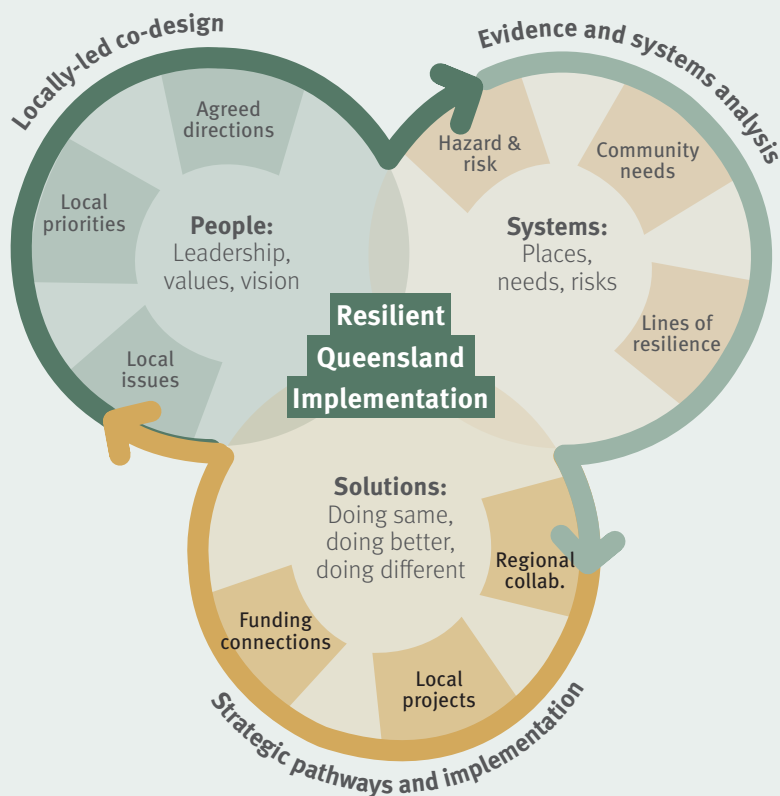 Locally-led co-design
Agreed
directions
Local
priorities
People:
Leadership,
values, vision
Local
issues
Evidence and systems analysis
Hazard &
risk
Community
needs
Systems:
Places,
needs, risks
Lines of
resilience
Resilient
Queensland
Implementation
Solutions:
Doing same,
doing better,
doing different
Regional
collab.
Funding
connections
Local
projects
Strategic pathways and implementation